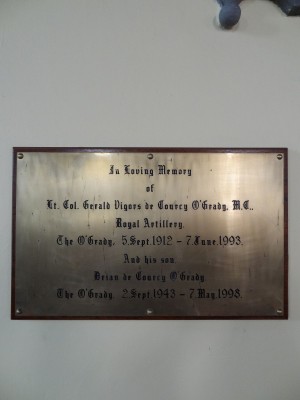 In Loving Memory
of
Lt. Col. Gerald Vigors de Courcy O'Grady, M.C.,
Royal Artillery.
The O'Grady, 5.Sept.1912 – 7.June.1993.
And his son,
Brian de Courcy O'Grady,
The O'Grady 2.Sept.1943 – 7.May.1998.